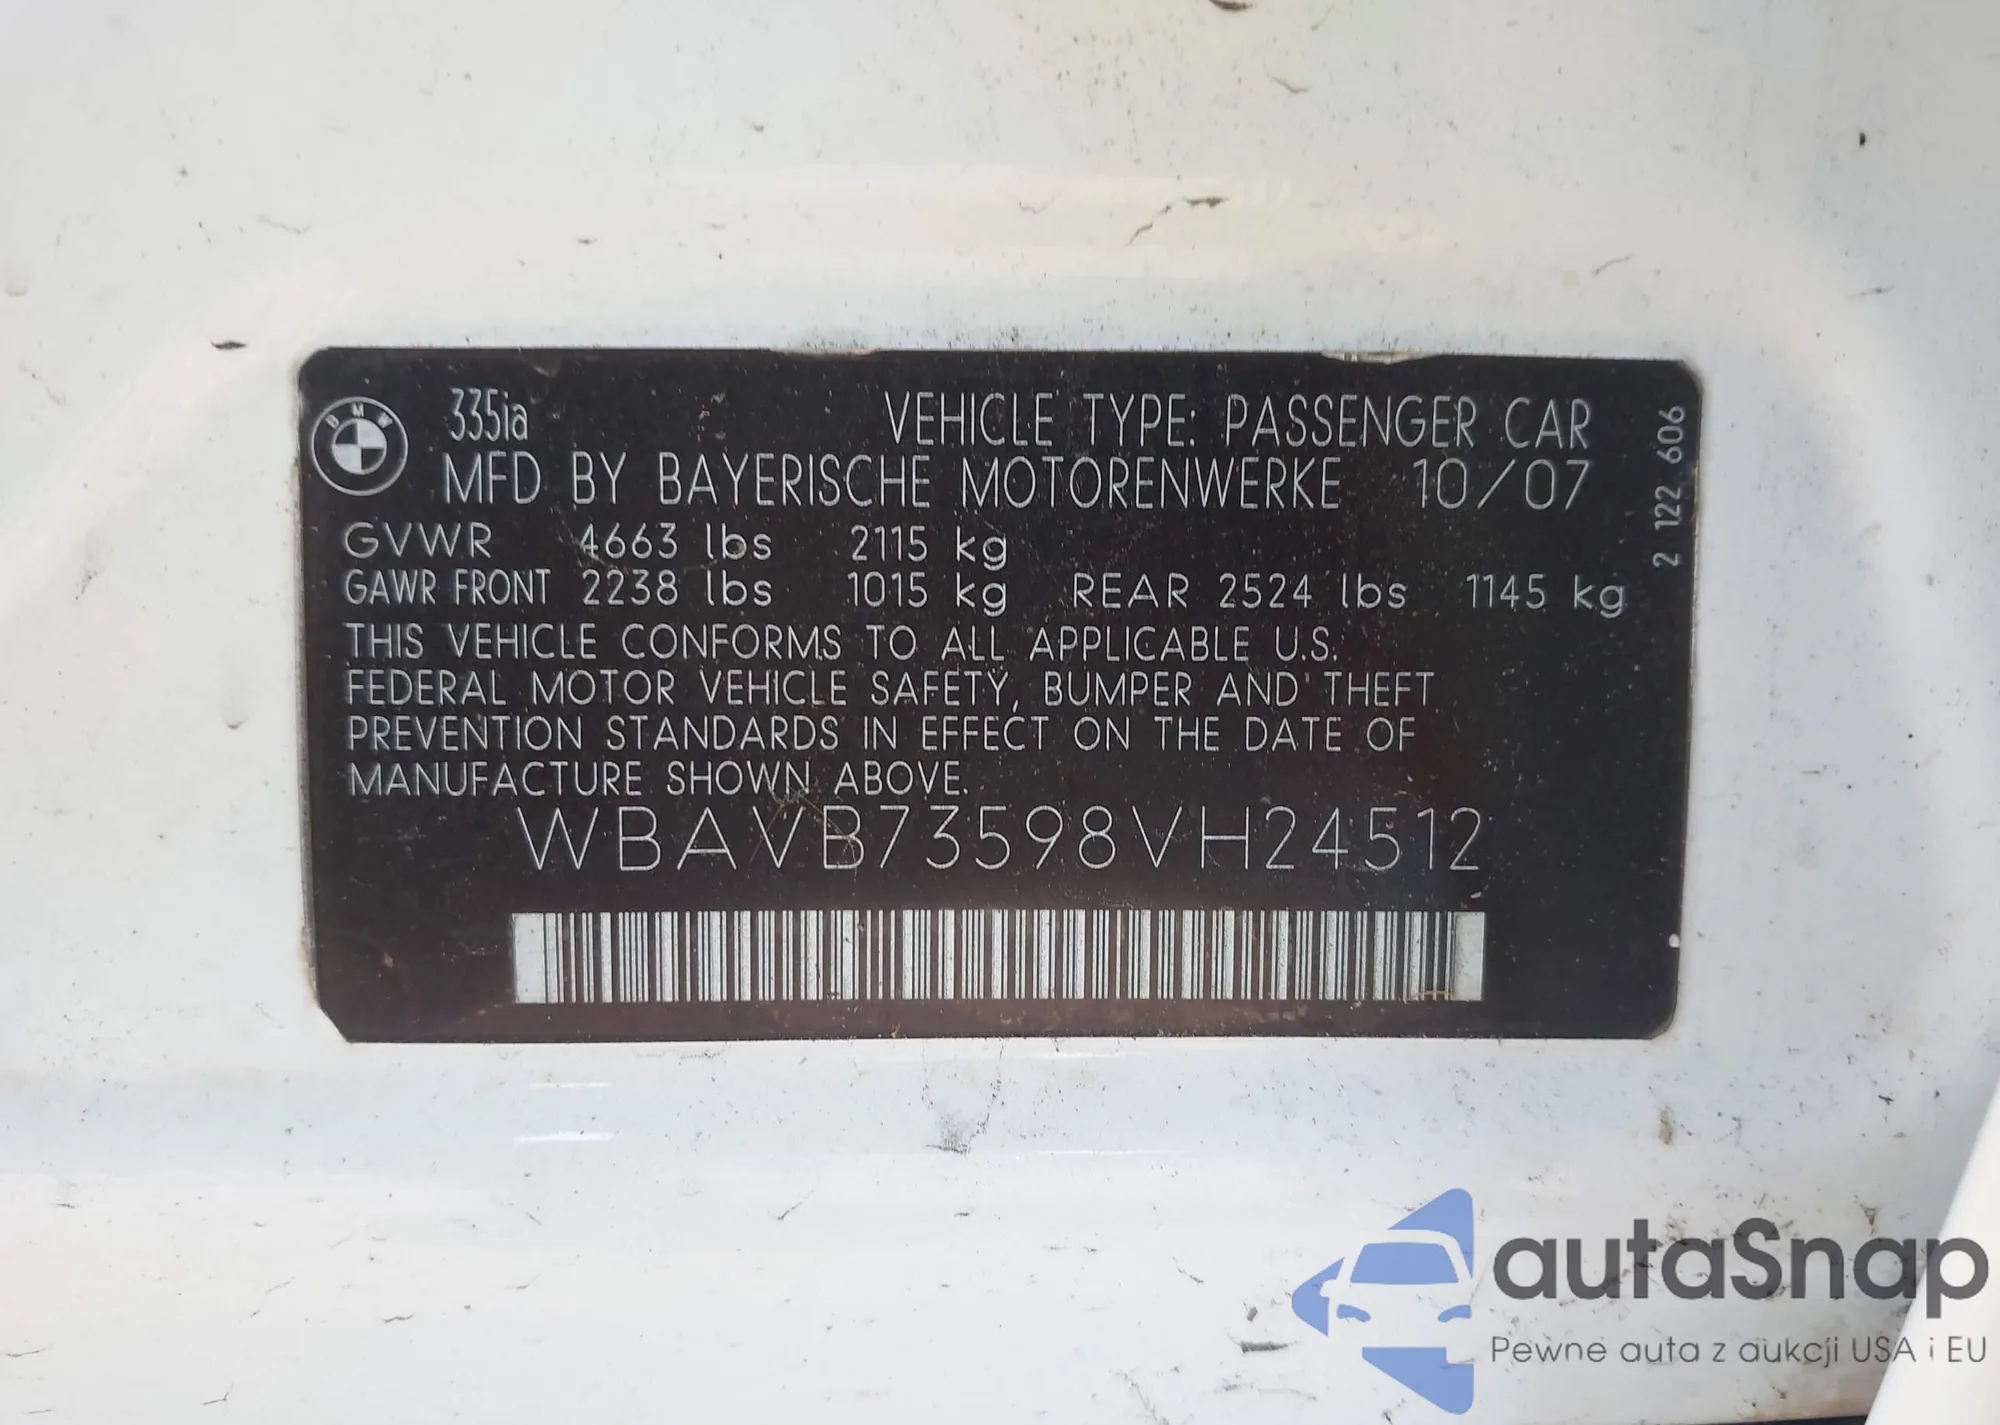 BMW
335ia VEHICLE TYPE: PASSENGER CAR
MFD BY BAYERISCHE MOTORENWERKE 10/07
GVWR 4663 lbs 2115 kg
GAWR FRONT 2238 lbs 1015 kg REAR 2524 lbs 1145 kg
THIS VEHICLE CONFORMS TO ALL APPLICABLE U.S.
FEDERAL MOTOR VEHICLE SAFETY, BUMPER AND THEFT
PREVENTION STANDARDS IN EFFECT ON THE DATE OF
MANUFACTURE SHOWN ABOVE.
WBAVB73598VH24512
2 122 606
autaSnap
Pewne auta z aukcji USA i EU